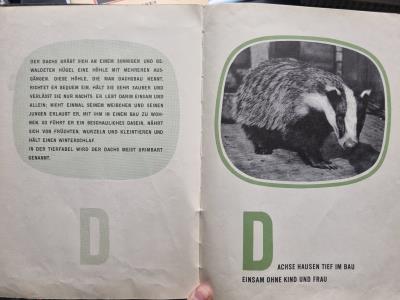 DER DACHS GRÄBT SICH AN EINEM SONNIGEN UND BE-
WALDETEN HÜGEL EINE HÖHLE MIT MEHREREN AUS-
GÄNGEN. DIESE HÖHLE, DIE MAN DACHSBAU NENNT,
RICHTET ER BEQUEM EIN, HÄLT SIE SEHR SAUBER UND
VERLÄSST SIE NUR NACHTS. ER LEBT DARIN EINSAM UND
ALLEIN; NICHT EINMAL SEINEM WEIBCHEN UND SEINEN
JUNGEN ERLAUBT ER, MIT IHM IN EINEM BAU ZU WOH-
NEN. SO FÜHRT ER EIN BESCHAULICHES DASEIN, NÄHRT
SICH VON FRÜCHTEN, WURZELN UND KLEINTIEREN UND
HÄLT EINEN WINTERSCHLAF.
IN DER TIERFABEL WIRD DER DACHS MEIST GRIMBART
GENANNT.
D
DACHSE HAUSEN TIEF IM BAU
EINSAM OHNE KIND UND FRAU